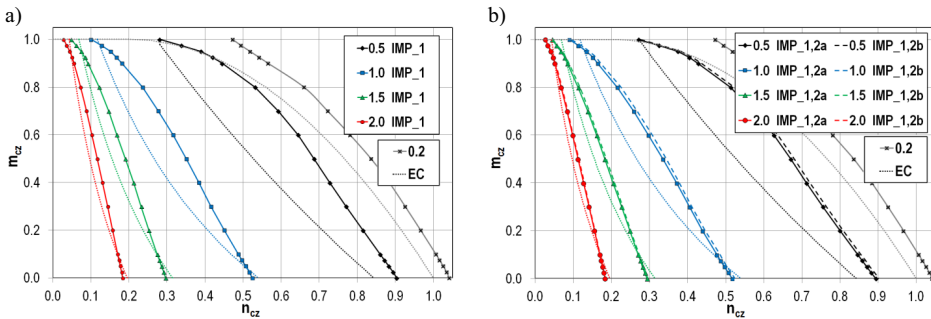 a)
1.0
0.8
0.6
0.4
0.2
0.0
m_cz
0.0 0.1 0.2 0.3 0.4 0.5 0.6 0.7 0.8 0.9 1.0
n_cz
0.5 IMP_1
1.0 IMP_1
1.5 IMP_1
2.0 IMP_1
0.2
EC
b)
1.0
0.8
0.6
0.4
0.2
0.0
m_cz
0.0 0.1 0.2 0.3 0.4 0.5 0.6 0.7 0.8 0.9 1.0
n_cz
0.5 IMP_1,2a 0.5 IMP_1,2b
1.0 IMP_1,2a 1.0 IMP_1,2b
1.5 IMP_1,2a 1.5 IMP_1,2b
2.0 IMP_1,2a 2.0 IMP_1,2b
0.2
EC